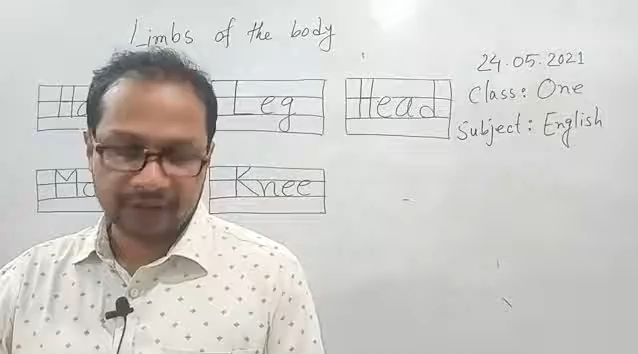 Limbs of the body
24.05.2021
Class: One
Subject: English
Leg
Head
Knee